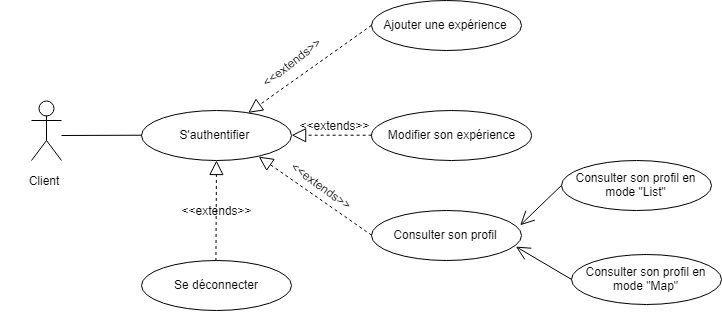 Ajouter une expérience
<<extends>>
S'authentifier
<<extends>>
Modifier son expérience
Client
<<extends>>
Consulter son profil en
mode "List"
<<extends>>
Consulter son profil
Se déconnecter
Consulter son profil en
mode "Map"